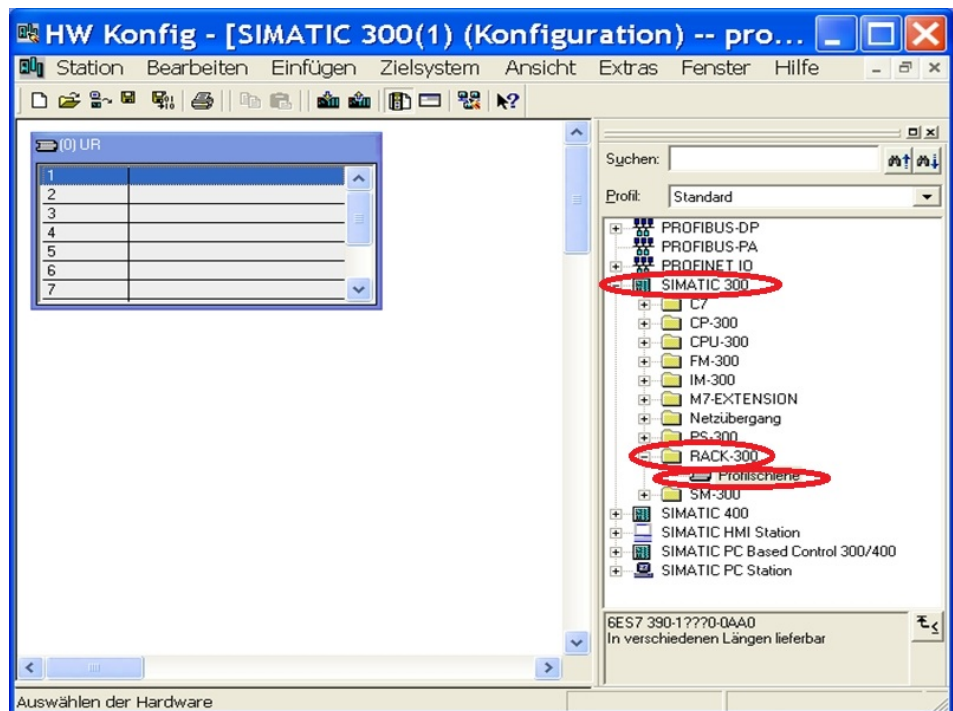 HW Konfig - [SIMATIC 300(1) (Konfiguration) -- pro...
Station Bearbeiten Einfügen Zielsystem Ansicht Extras Fenster Hilfe
(0) UR
1
2
3
4
5
6
7
Suchen:
Profil: Standard
PROFIBUS-DP
PROFIBUS-PA
PROFINET IO
SIMATIC 300
C7
CP-300
CPU-300
FM-300
IM-300
M7-EXTENSION
Netzübergang
PS-300
RACK-300
Profilschiene
SM-300
SIMATIC 400
SIMATIC HMI Station
SIMATIC PC Based Control 300/400
SIMATIC PC Station
6ES7 390-1???0-0AA0
In verschiedenen Längen lieferbar
Auswählen der Hardware